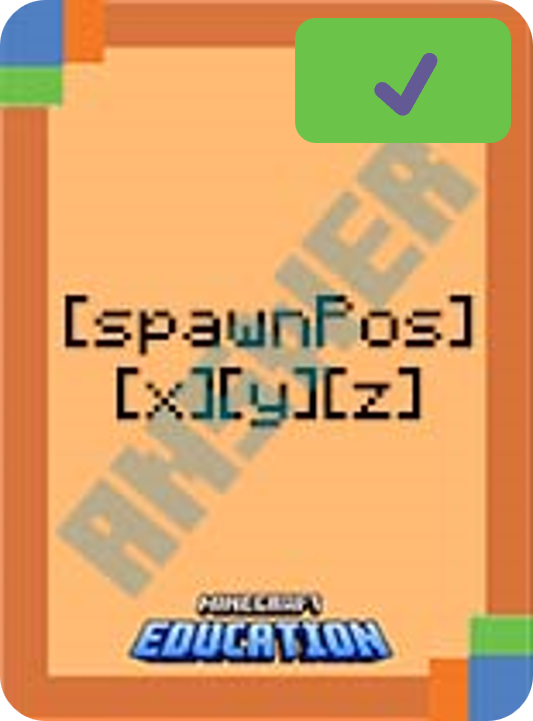 [spawnPos]
[x][y][z]
ANSWER
MINECRAFT
EDUCATION